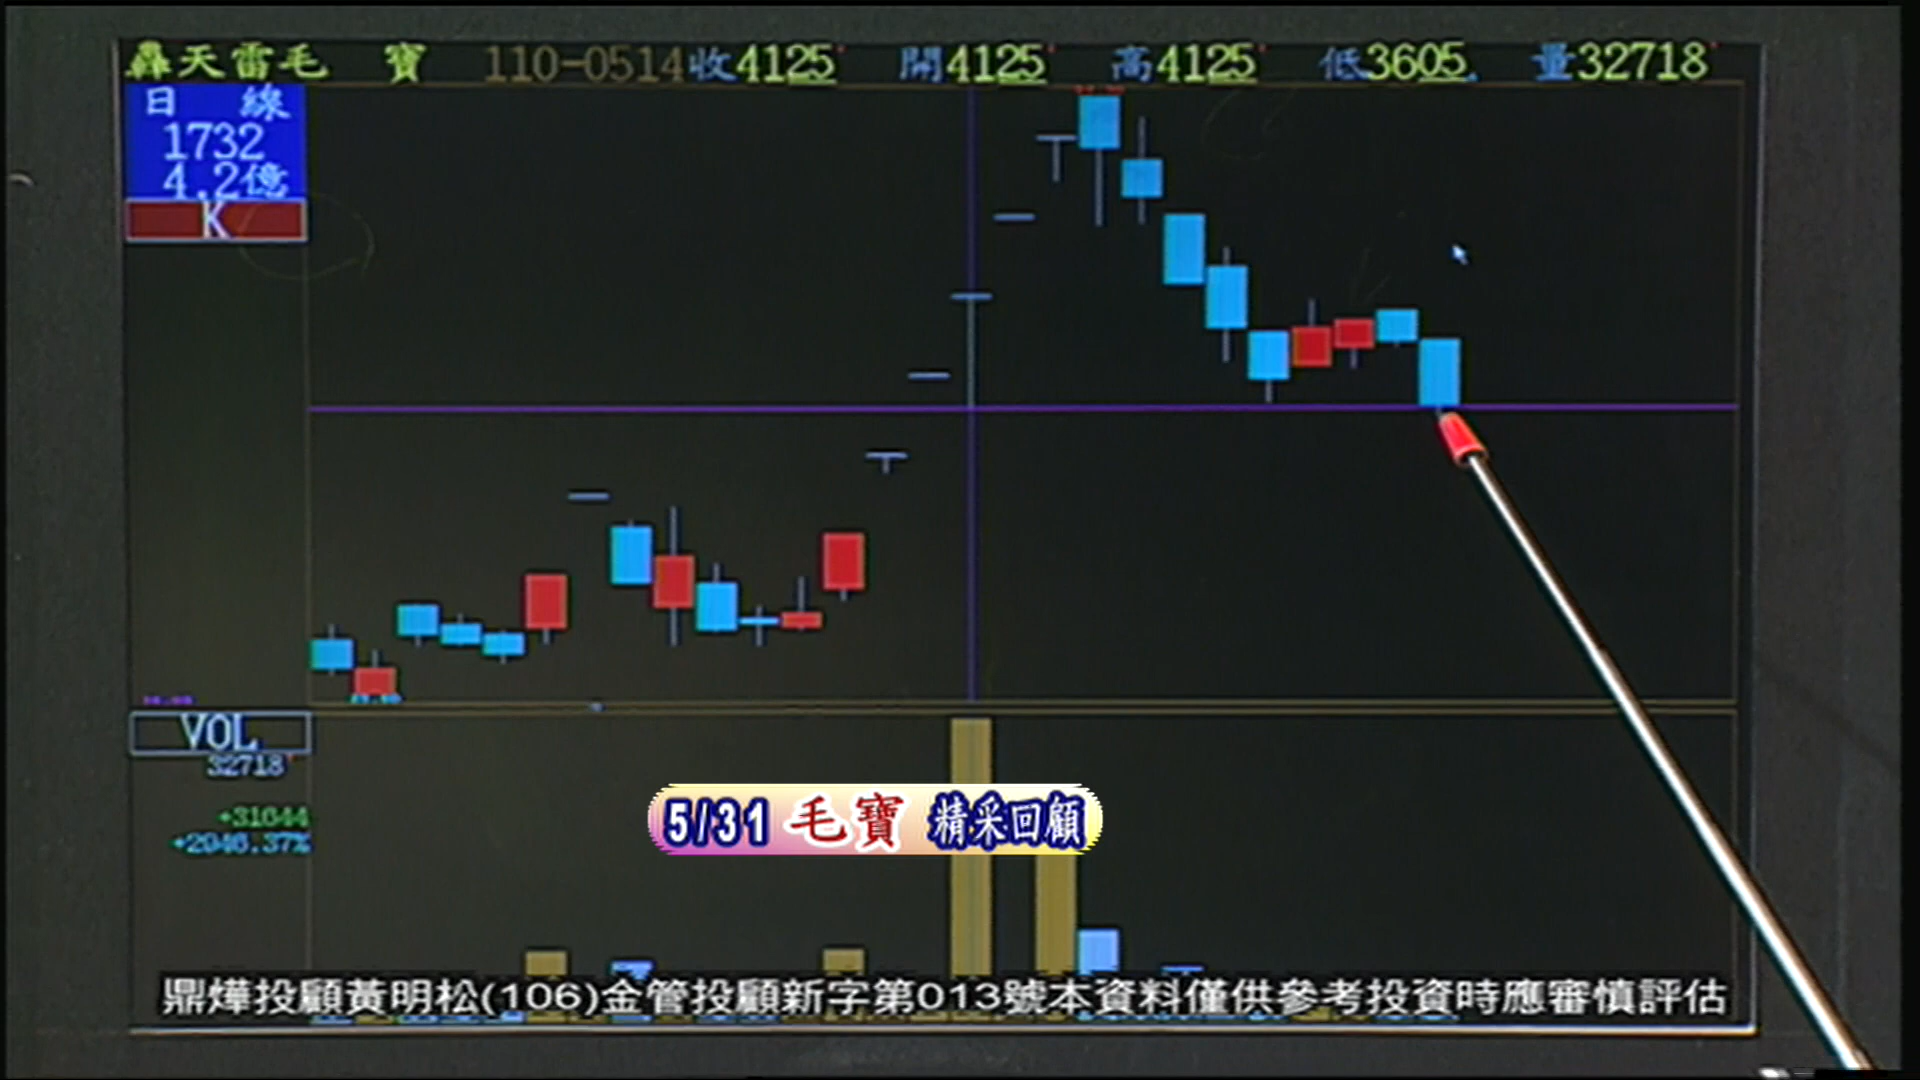 轟天雷毛 寶 110-0514收4125 開4125 高4125 低3605 量32718
日 線
1732
4.2億
K
VOL
32718
+31644
+2946.37%
5/31 毛寶 精采回顧
鼎燁投顧黃明松(106)金管投顧新字第013號本資料僅供參考投資時應審慎評估